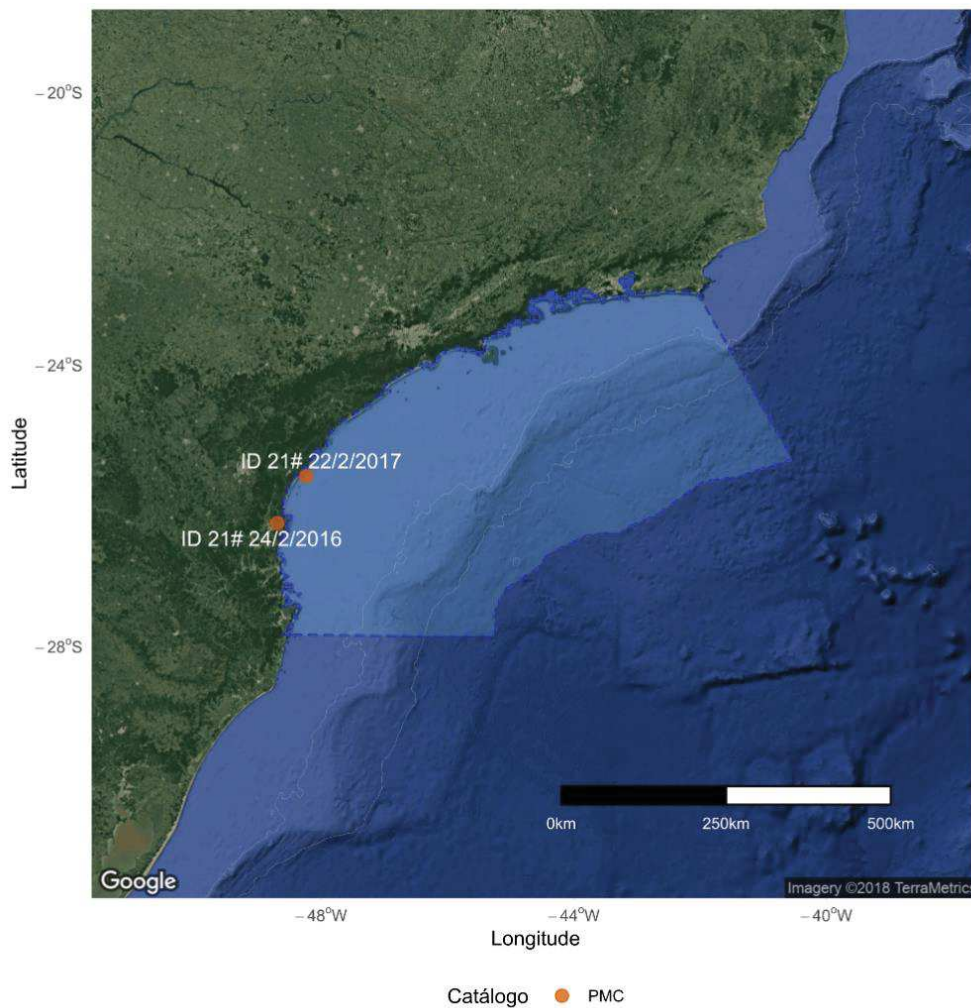 −20°S
−24°S
Latitude
ID 21# 22/2/2017
ID 21# 24/2/2016
−28°S
0km
250km
500km
Google
Imagery ©2018 TerraMetrics
−48°W
−44°W
−40°W
Longitude
Catálogo
PMC